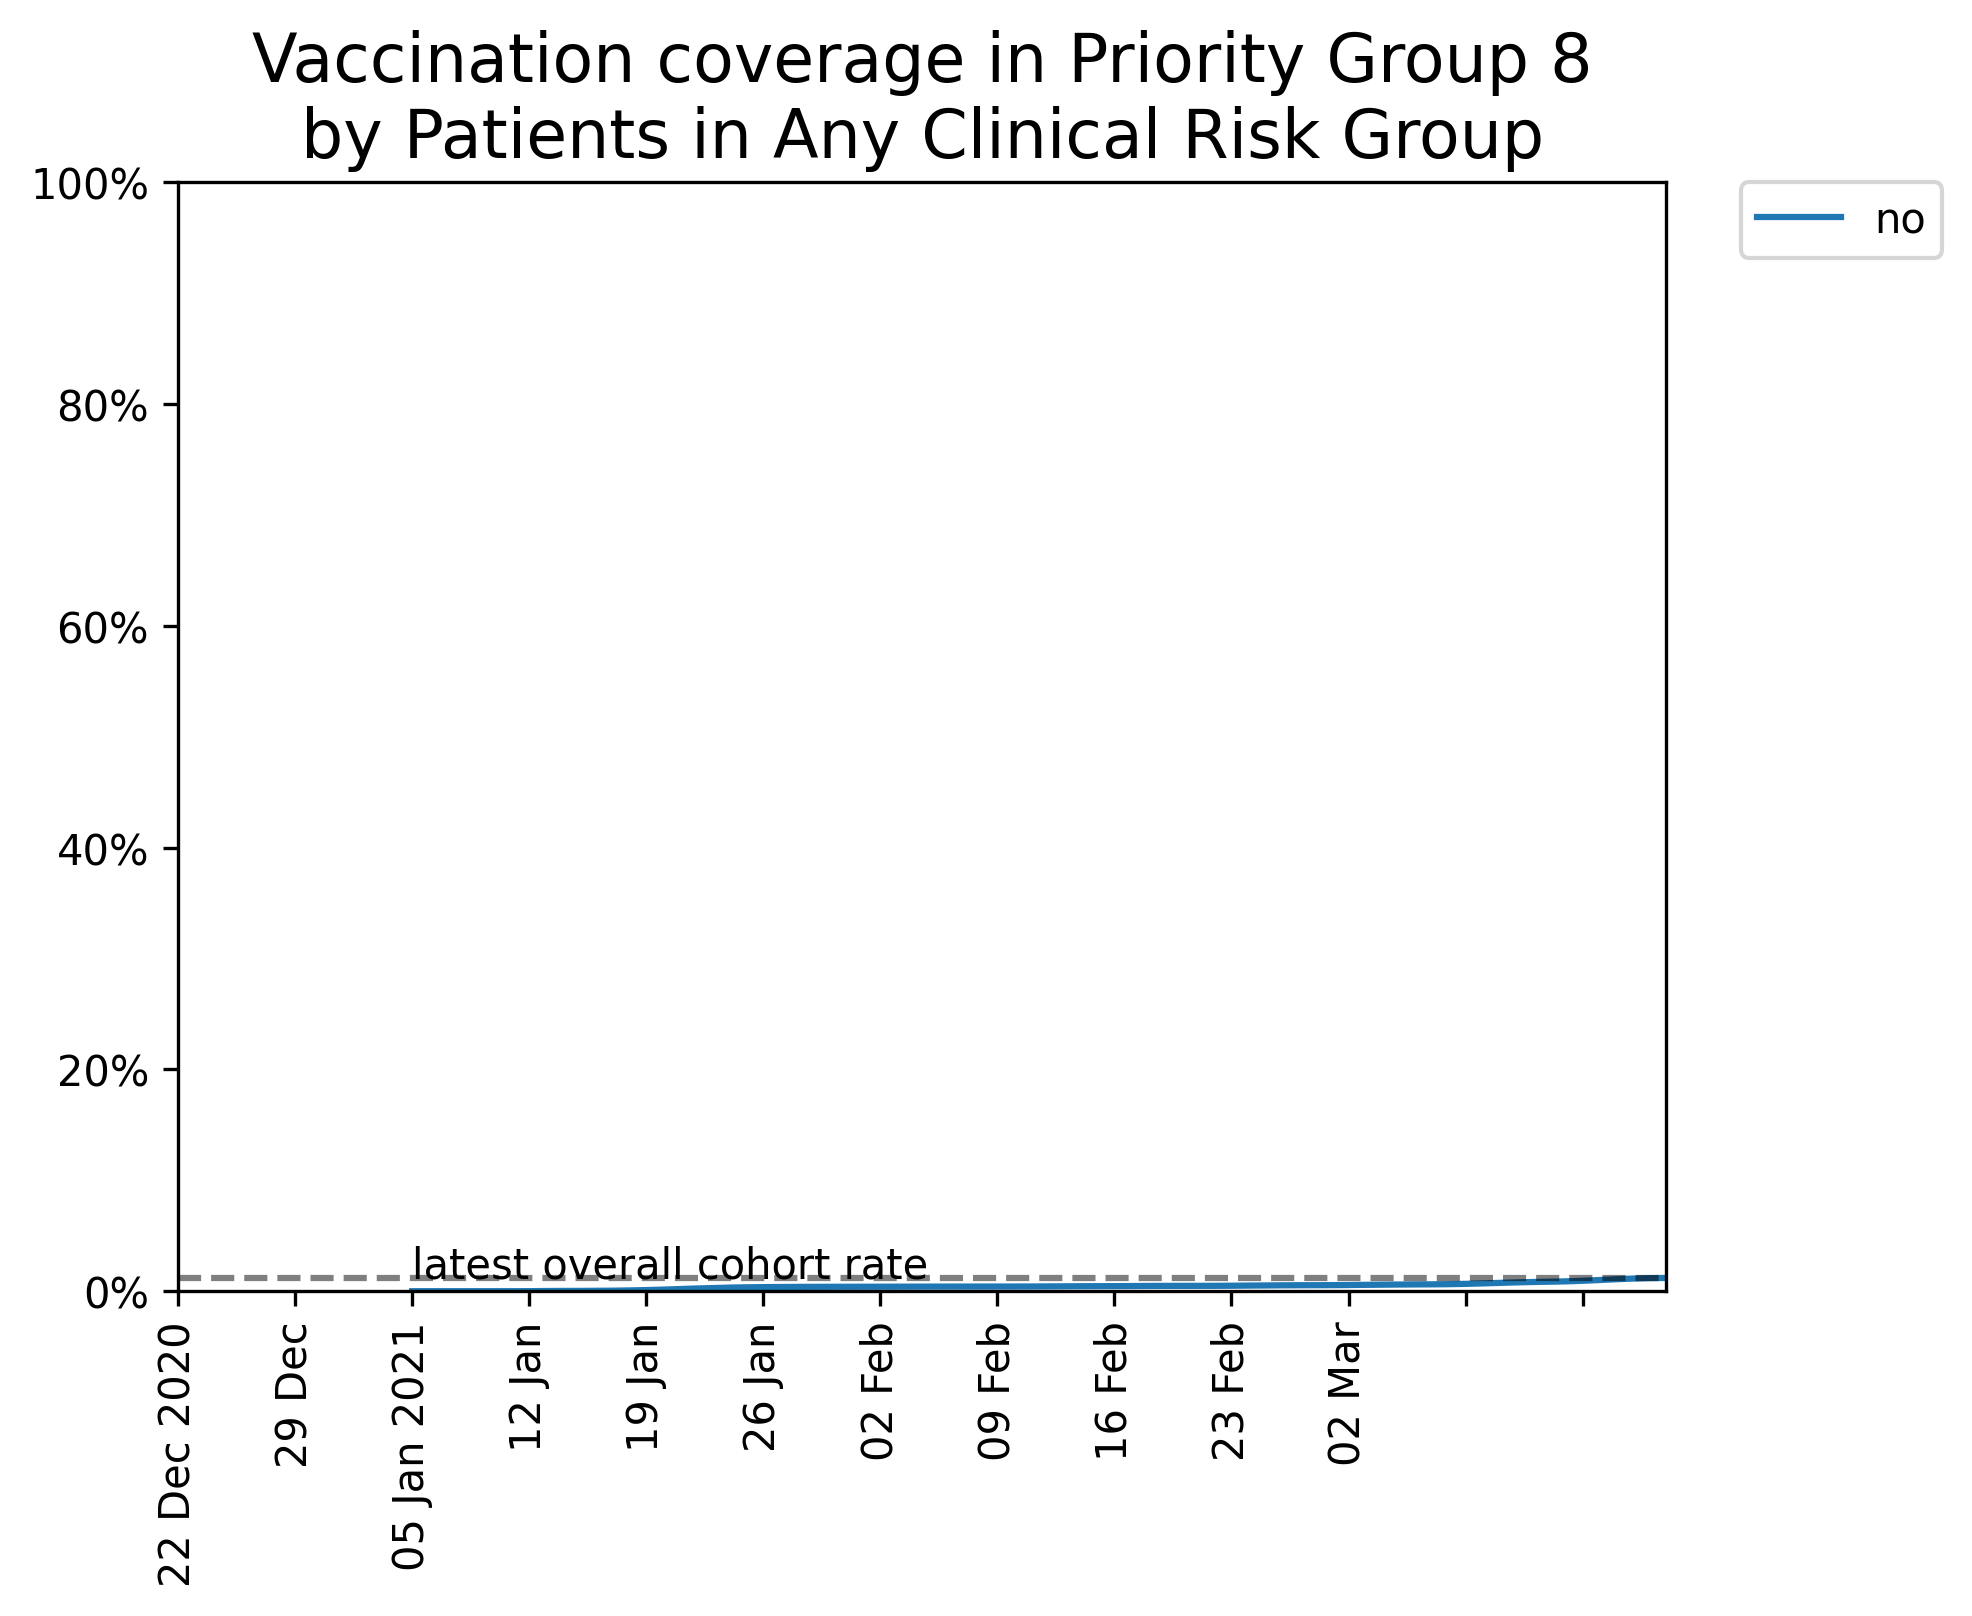 Vaccination coverage in Priority Group 8
by Patients in Any Clinical Risk Group
100%
80%
60%
40%
20%
0%
no
latest overall cohort rate
22 Dec 2020
29 Dec
05 Jan 2021
12 Jan
19 Jan
26 Jan
02 Feb
09 Feb
16 Feb
23 Feb
02 Mar